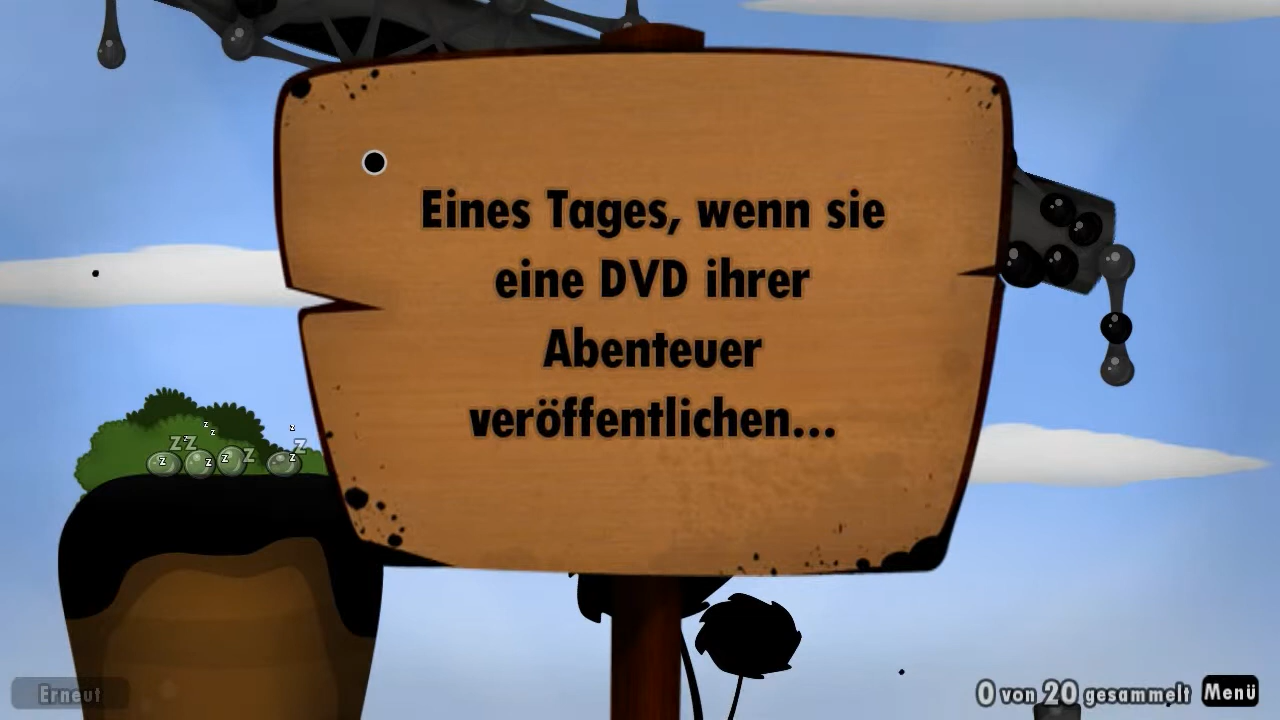 Eines Tages, wenn sie
eine DVD ihrer
Abenteuer
veröffentlichen...
z z z z z z z z z z z
Erneut
0 von 20 gesammelt Menü